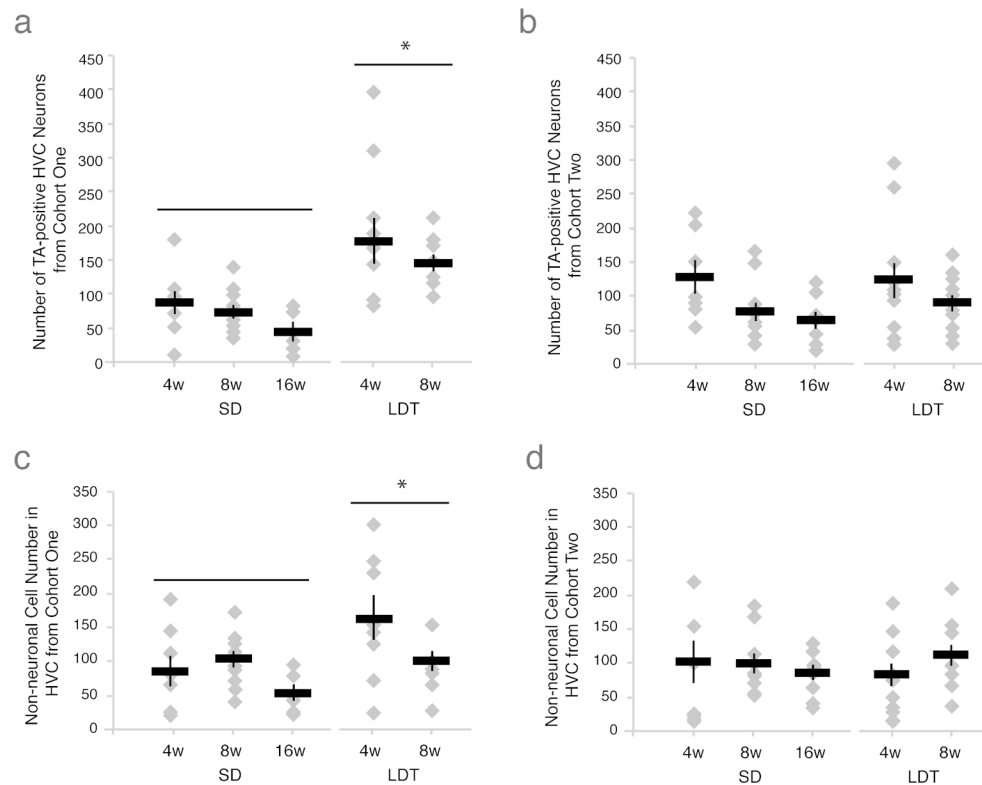 a
Number of TA-positive HVC Neurons
from Cohort One
450
400
350
300
250
200
150
100
50
0
*
4w 8w 16w 4w 8w
SD LDT
b
Number of TA-positive HVC Neurons
from Cohort Two
450
400
350
300
250
200
150
100
50
0
4w 8w 16w 4w 8w
SD LDT
c
Non-neuronal Cell Number in
HVC from Cohort One
350
300
250
200
150
100
50
0
*
4w 8w 16w 4w 8w
SD LDT
d
Non-neuronal Cell Number in
HVC from Cohort Two
350
300
250
200
150
100
50
0
4w 8w 16w 4w 8w
SD LDT